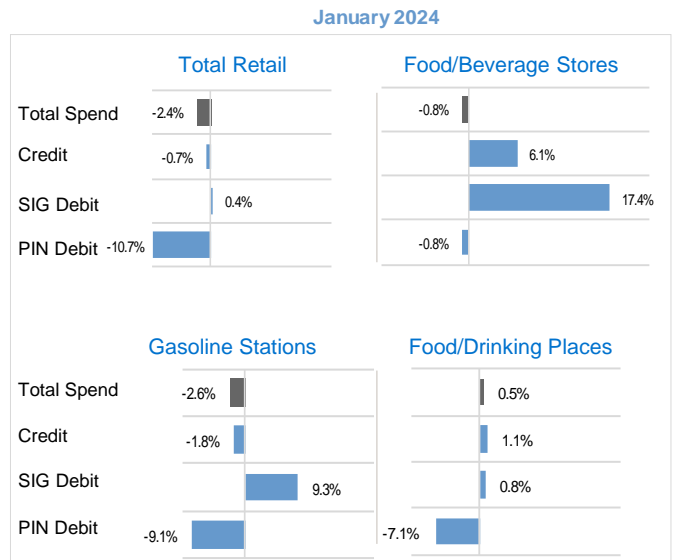 January 2024
Total Retail
Food/Beverage Stores
Total Spend -2.4% -0.8%
Credit -0.7% 6.1%
SIG Debit 0.4% 17.4%
PIN Debit -10.7% -0.8%
Gasoline Stations
Food/Drinking Places
Total Spend -2.6% 0.5%
Credit -1.8% 1.1%
SIG Debit 9.3% 0.8%
PIN Debit -9.1% -7.1%